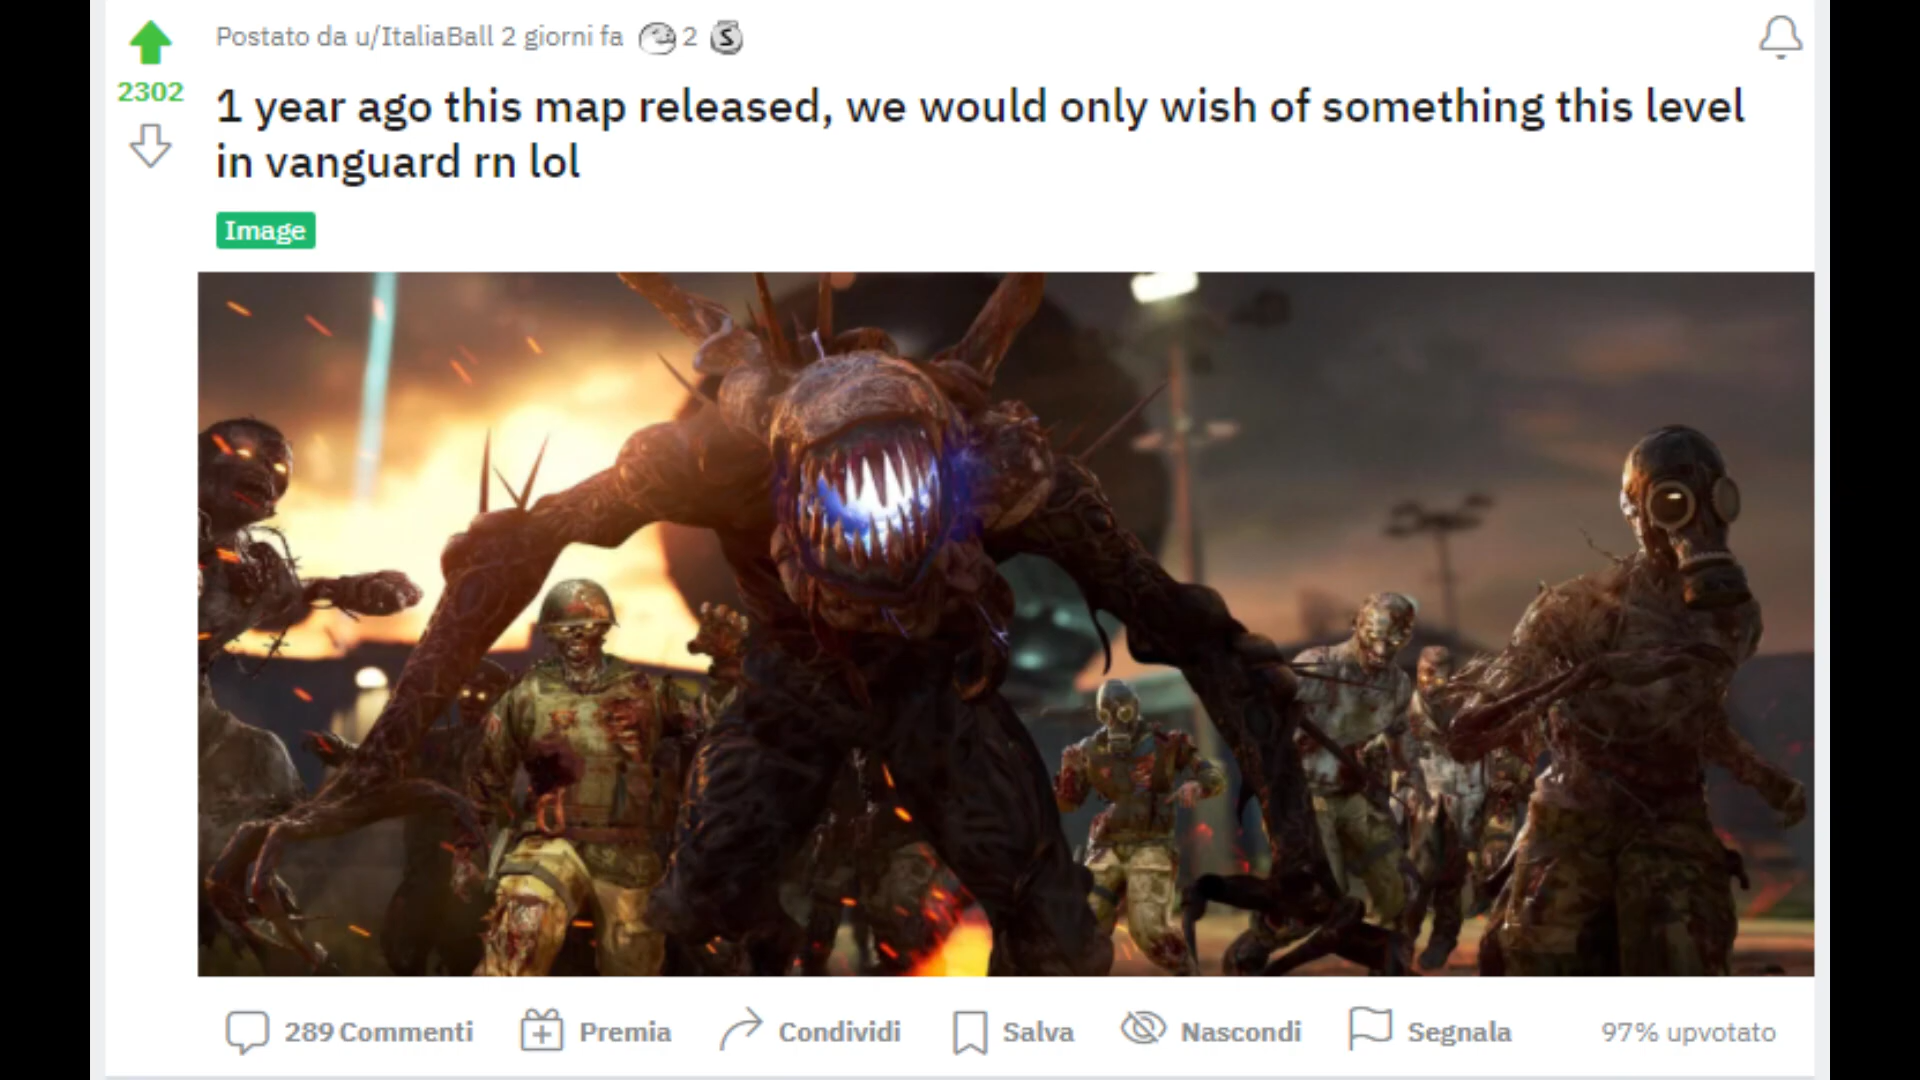 Postato da u/ItaliaBall 2 giorni fa 2 S
2302
1 year ago this map released, we would only wish of something this level
in vanguard rn lol
Image
289 Commenti Premia Condividi Salva Nascondi Segnala 97% upvotato